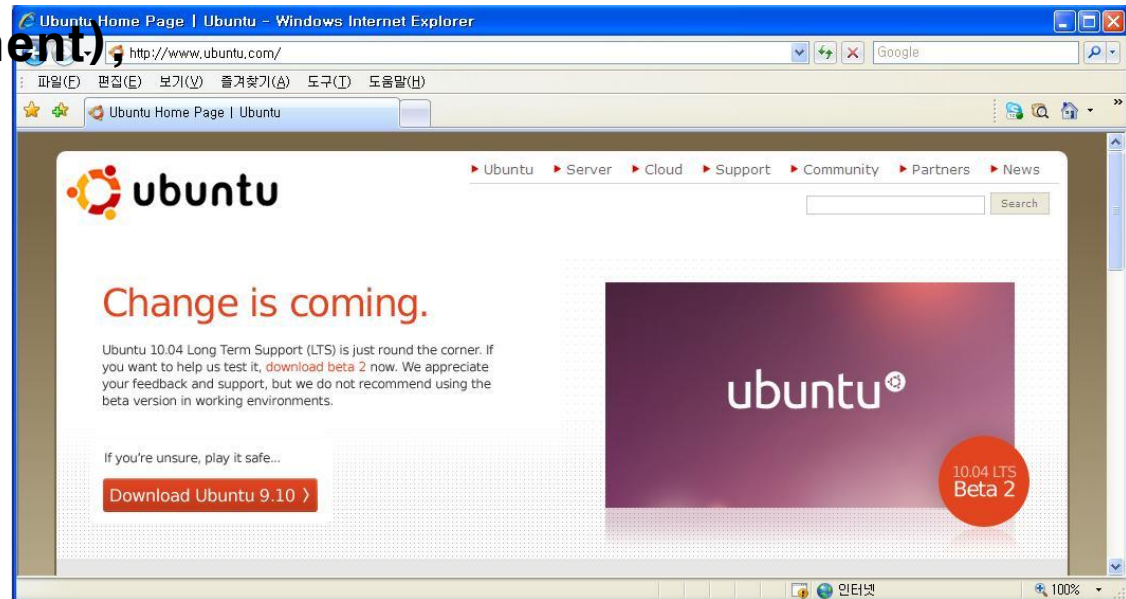 Ubuntu Home Page | Ubuntu - Windows Internet Explorer
ent),
http://www.ubuntu.com/
Google
파일(F) 편집(E) 보기(V) 즐겨찾기(A) 도구(T) 도움말(H)
Ubuntu Home Page | Ubuntu
Ubuntu Server Cloud Support Community Partners News
ubuntu
Search
Change is coming.
Ubuntu 10.04 Long Term Support (LTS) is just round the corner. If
you want to help us test it, download beta 2 now. We appreciate
your feedback and support, but we do not recommend using the
beta version in working environments.
ubuntu
If you're unsure, play it safe...
Download Ubuntu 9.10 〉
10.04 LTS
Beta 2
인터넷
100%